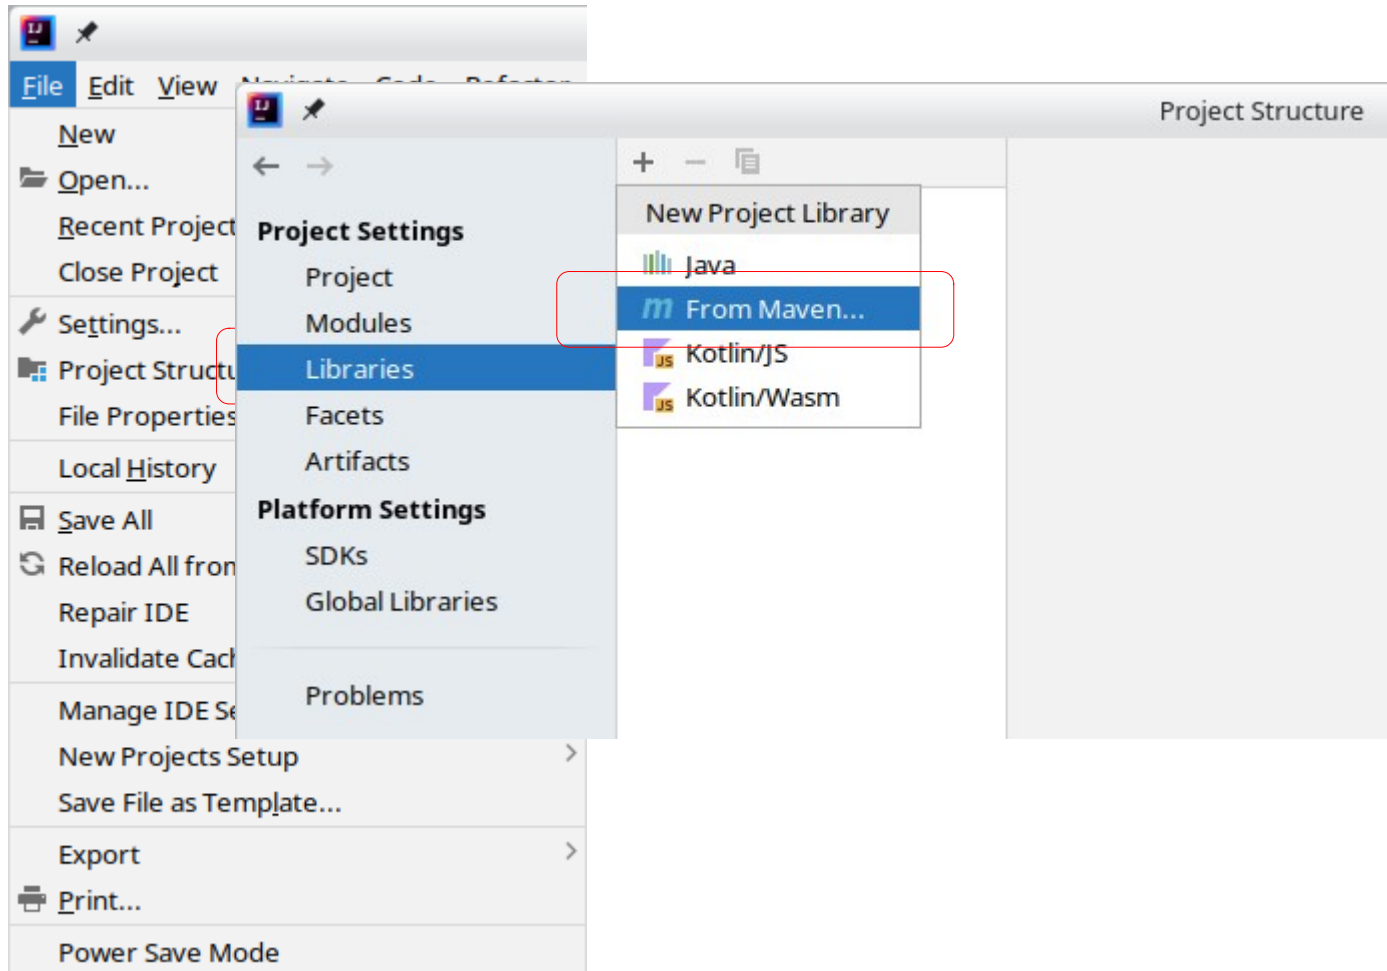 File Edit View
New
Open...
Recent Project
Close Project
Settings...
Project Structu
File Properties
Local History
Save All
Reload All from
Repair IDE
Invalidate Cach
Manage IDE Se
New Projects Setup
Save File as Template...
Export
Print...
Power Save Mode
Project Structure
Project Settings
Project
Modules
Libraries
Facets
Artifacts
Platform Settings
SDKs
Global Libraries
Problems
New Project Library
Java
From Maven...
Kotlin/JS
Kotlin/Wasm